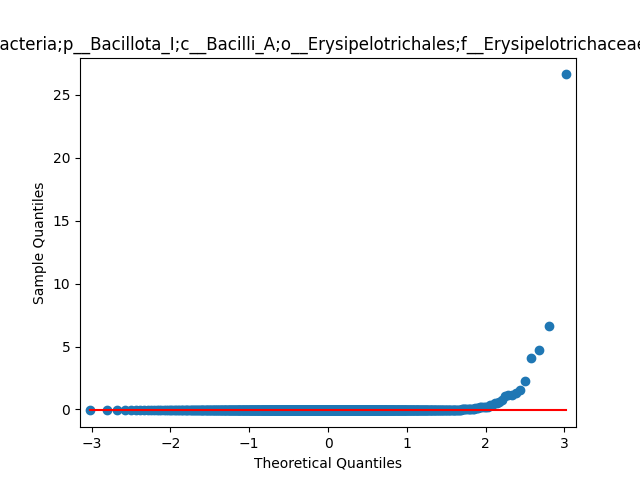 acteria;p__Bacillota_I;c__Bacilli_A;o__Erysipelotrichales;f__Erysipelotrichaceae
25
20
15
10
5
0
Sample Quantiles
−3 −2 −1 0 1 2 3
Theoretical Quantiles